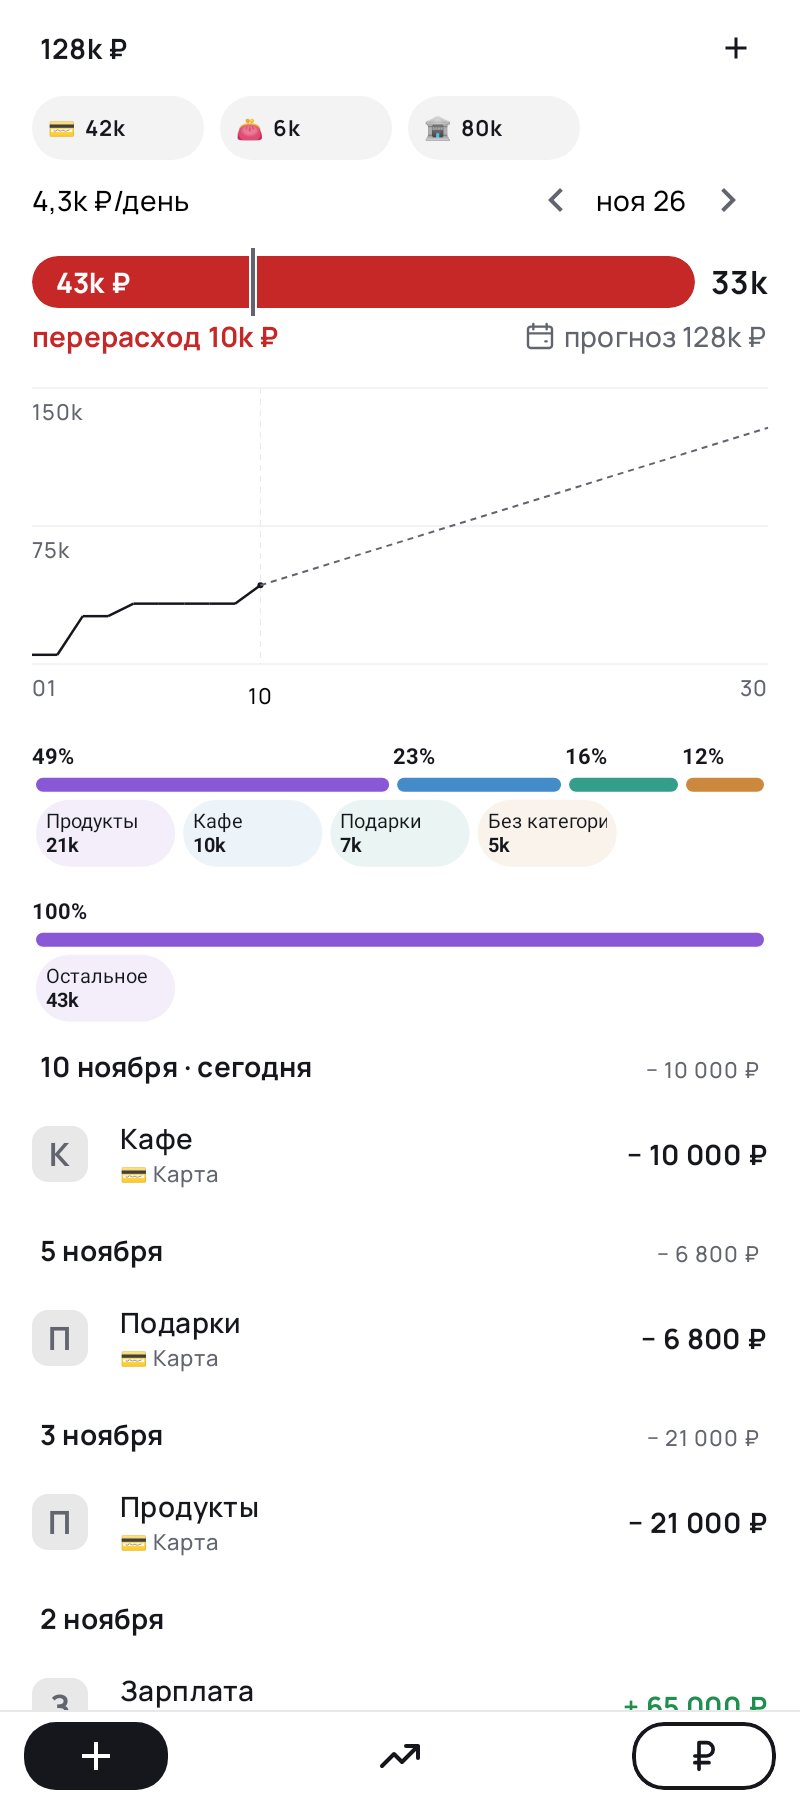 128k ₽
42k
6k
80k
4,3k ₽/день
ноя 26
43k ₽
33k
перерасход 10k ₽
прогноз 128k ₽
150k
75k
01
10
30
49%
23%
16%
12%
Продукты
21k
Кафе
10k
Подарки
7k
Без категори
5k
100%
Остальное
43k
10 ноября · сегодня
− 10 000 ₽
К
Кафе
Карта
− 10 000 ₽
5 ноября
− 6 800 ₽
П
Подарки
Карта
− 6 800 ₽
3 ноября
− 21 000 ₽
П
Продукты
Карта
− 21 000 ₽
2 ноября
З
Зарплата
+ 65 000 ₽
₽